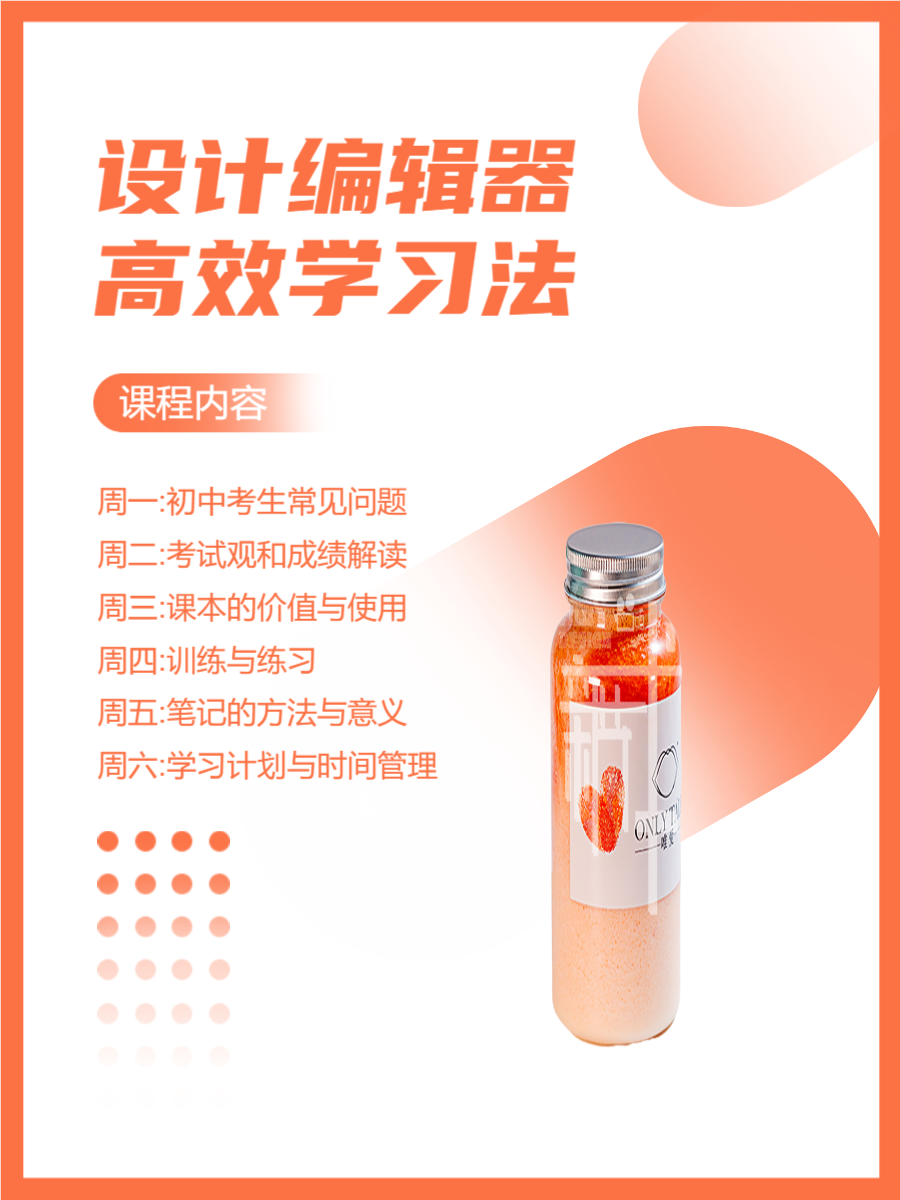 设计编辑器
高效学习法
课程内容
周一:初中考生常见问题
周二:考试观和成绩解读
周三:课本的价值与使用
周四:训练与练习
周五:笔记的方法与意义
周六:学习计划与时间管理
ONLY